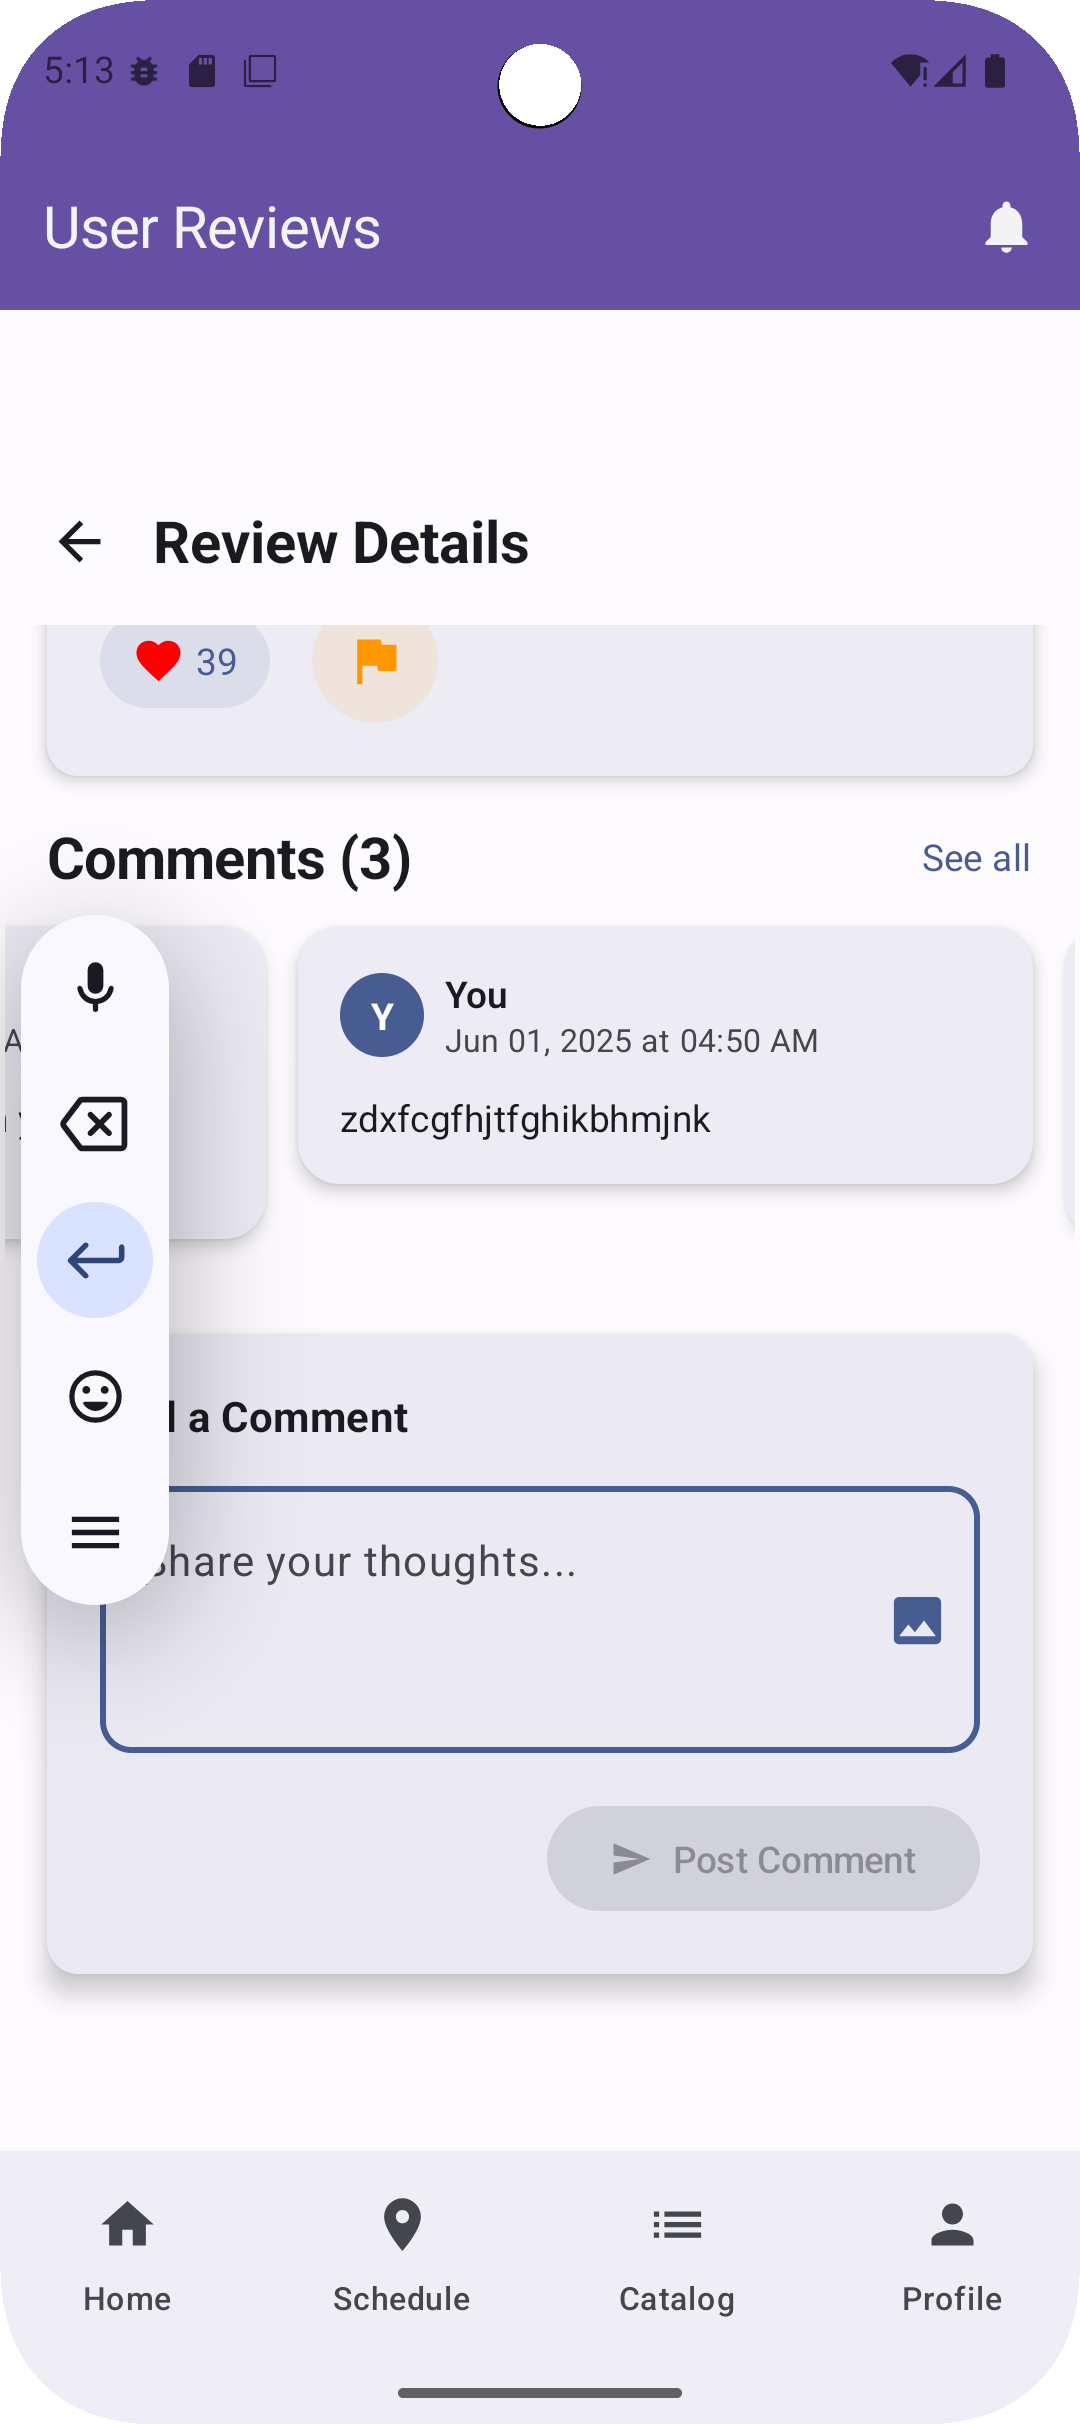 5:13
User Reviews
Review Details
39
Comments (3)
See all
Y
You
Jun 01, 2025 at 04:50 AM
zdxfcgfhjtfghikbhmjnk
a Comment
share your thoughts...
Post Comment
Home
Schedule
Catalog
Profile